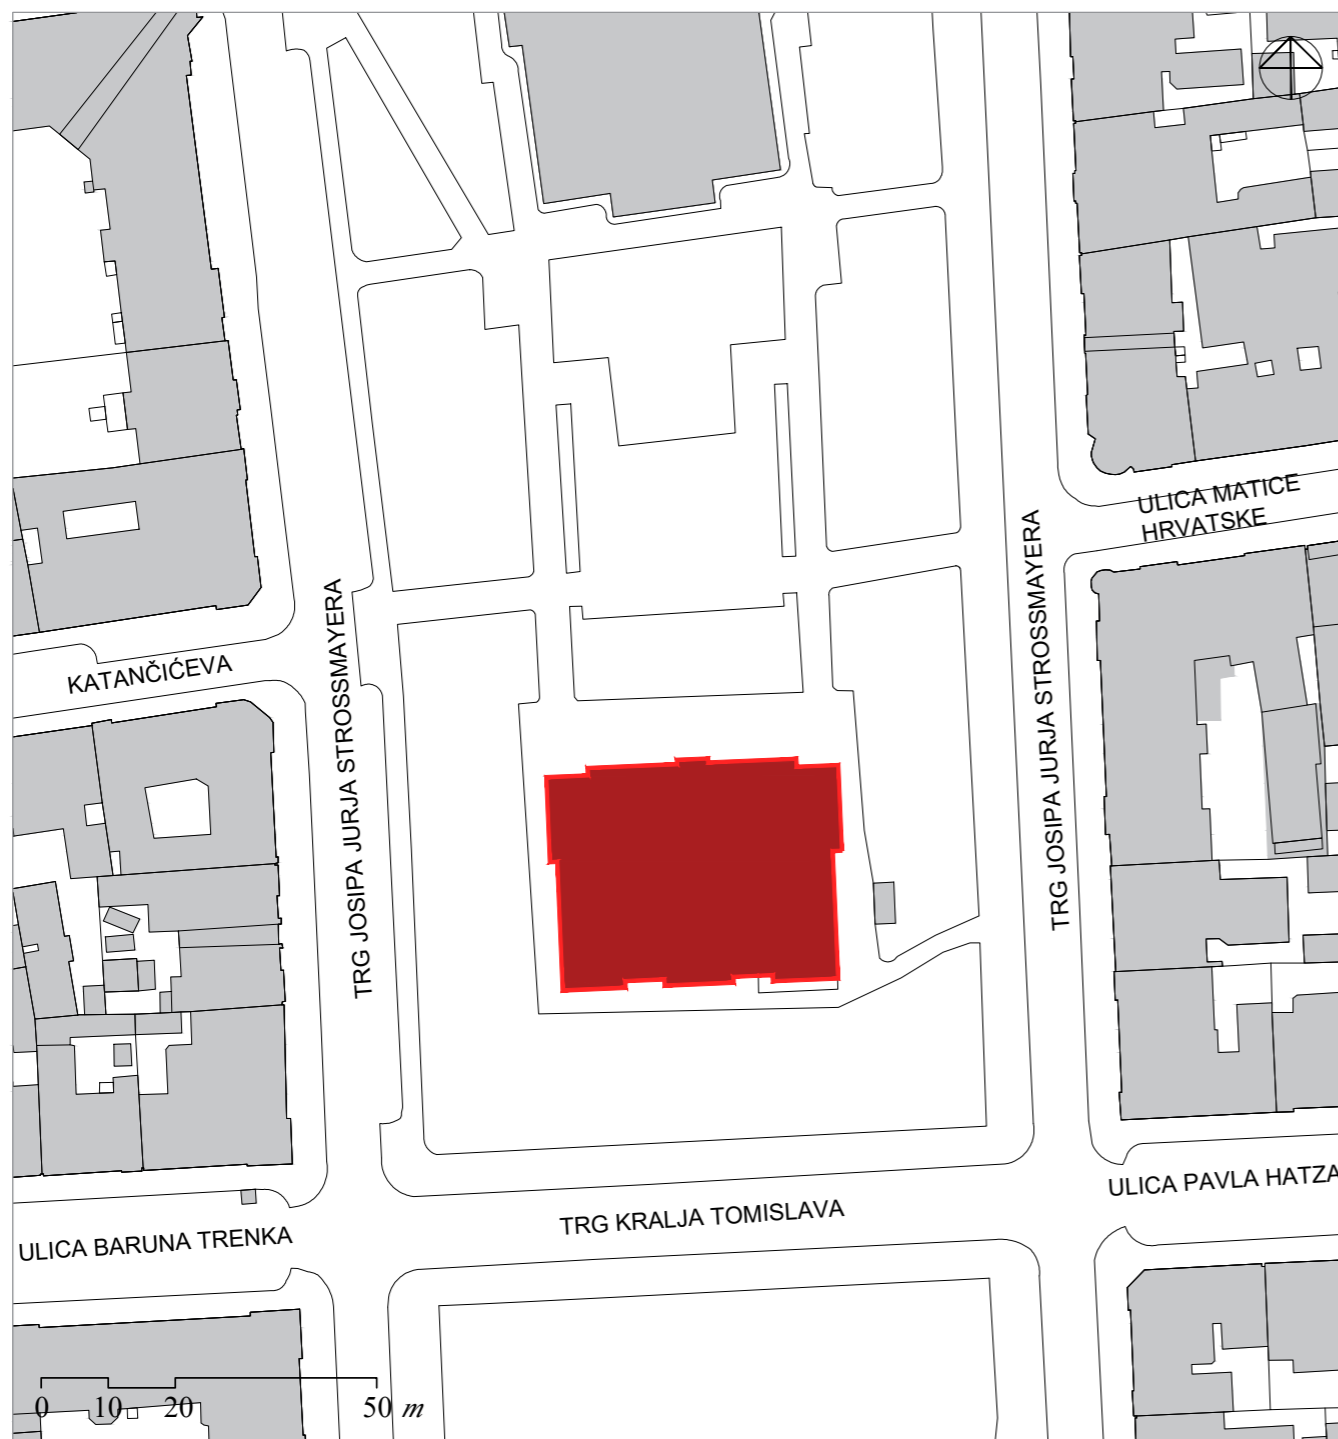 ULICA MATICE
HRVATSKE
TRG JOSIPA JURJA STROSSMAYERA
TRG JOSIPA JURJA STROSSMAYERA
KATANČIĆEVA
ULICA PAVLA HATZA
TRG KRALJA TOMISLAVA
ULICA BARUNA TRENKA
0 10 20 50 m